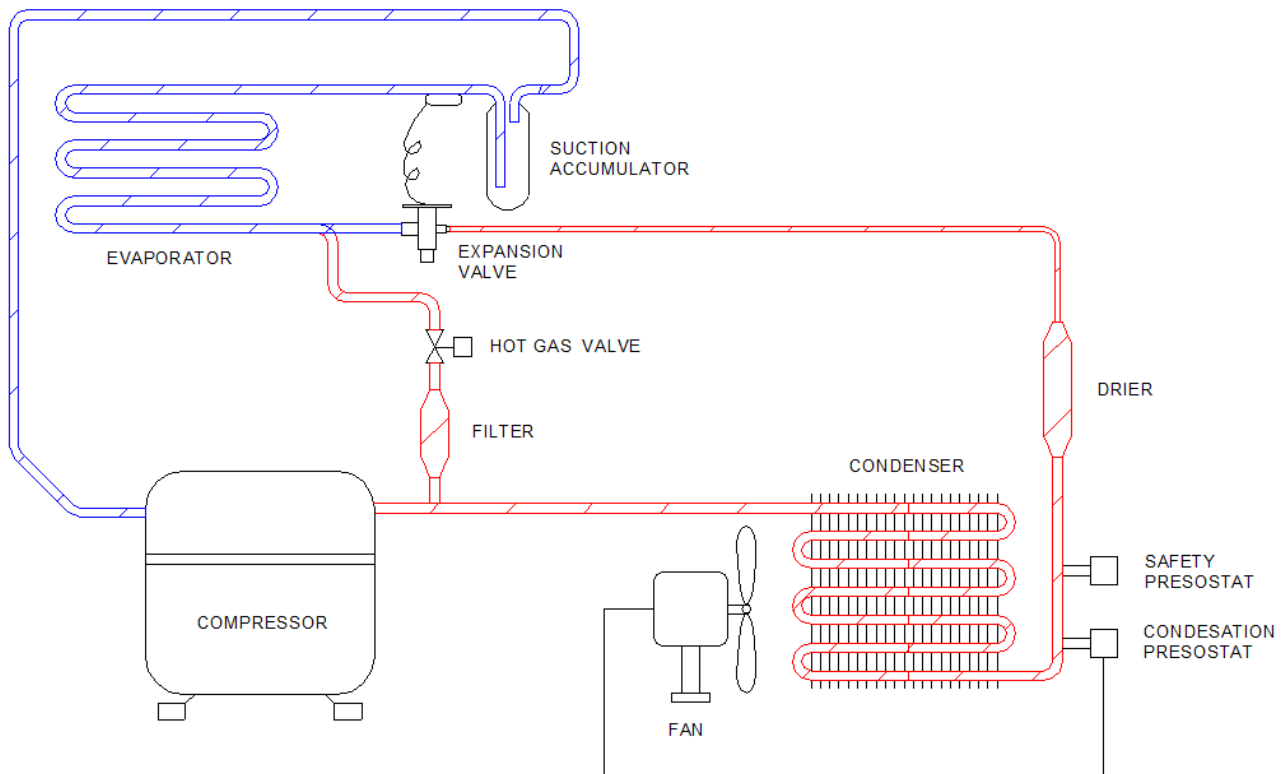 SUCTION
ACCUMULATOR
EVAPORATOR
EXPANSION
VALVE
HOT GAS VALVE
DRIER
FILTER
CONDENSER
SAFETY
PRESOSTAT
COMPRESSOR
CONDESATION
PRESOSTAT
FAN